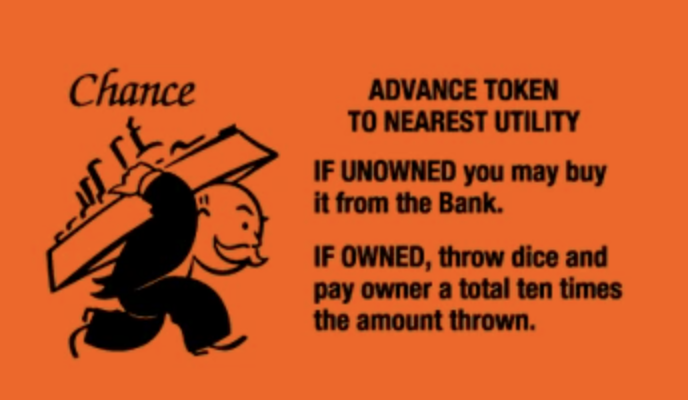 Chance
ADVANCE TOKEN
TO NEAREST UTILITY
IF UNOWNED you may buy
it from the Bank.
IF OWNED, throw dice and
pay owner a total ten times
the amount thrown.